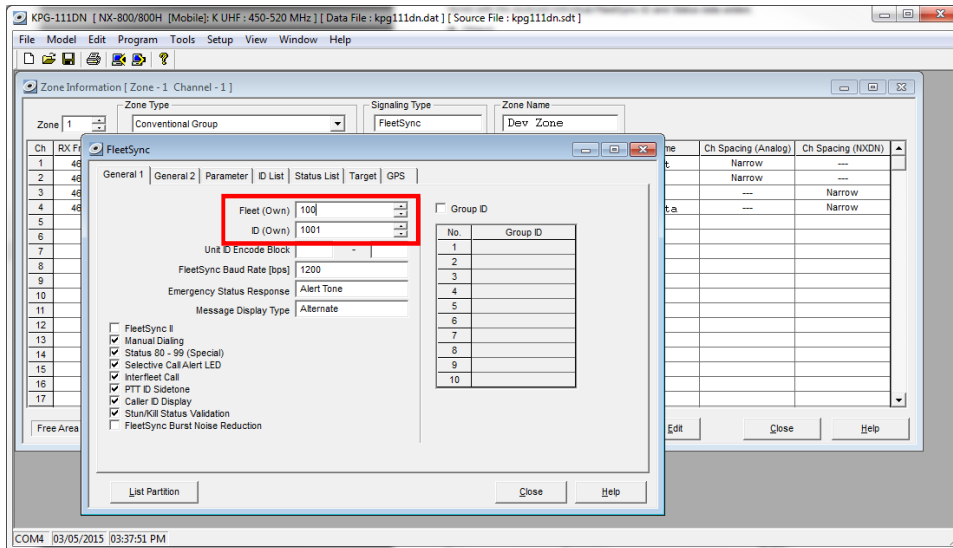 KPG-111DN [ NX-800/800H [Mobile]: K UHF : 450-520 MHz ] [ Data File : kpg111dn.dat ] [ Source File : kpg111dn.sdt ]
File Model Edit Program Tools Setup View Window Help
Zone Information [ Zone - 1 Channel - 1 ]
Zone Type Signaling Type Zone Name
Zone 1 Conventional Group FleetSync Dev Zone
Ch RX Fr me Ch Spacing (Analog) Ch Spacing (NXDN)
1 46 t Narrow ---
2 46 Narrow ---
3 46 --- Narrow
4 46 ta --- Narrow
5
6
7
8
9
10
11
12
13
14
15
16
17
Free Area Edit Close Help
FleetSync
General 1 General 2 Parameter ID List Status List Target GPS
Fleet (Own) 100
ID (Own) 1001
Unit ID Encode Block -
FleetSync Baud Rate [bps] 1200
Emergency Status Response Alert Tone
Message Display Type Alternate
FleetSync II
Manual Dialing
Status 80 - 99 (Special)
Selective Call Alert LED
Interfleet Call
PTT ID Sidetone
Caller ID Display
Stun/Kill Status Validation
FleetSync Burst Noise Reduction
Group ID
No. Group ID
1
2
3
4
5
6
7
8
9
10
List Partition Close Help
COM4 03/05/2015 03:37:51 PM